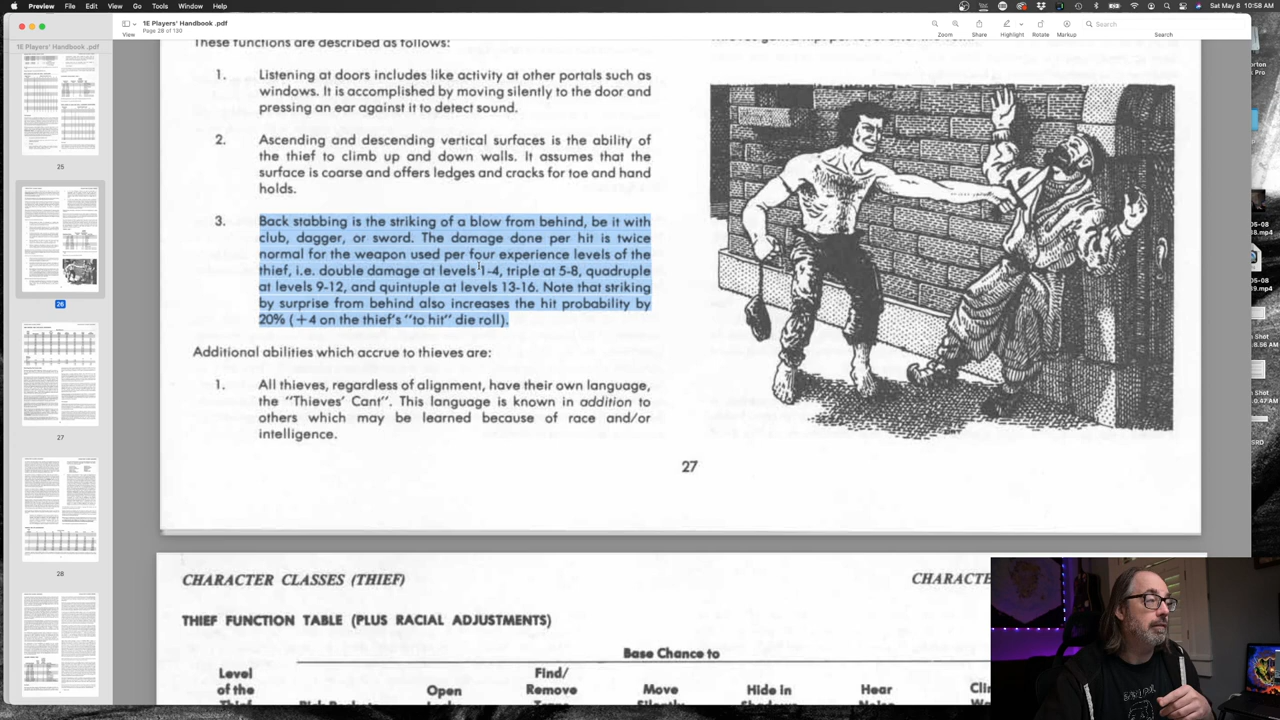 Preview File Edit View Go Tools Window Help
Sat May 8 10:58 AM
1E Players' Handbook .pdf
Page 28 of 130
View
Zoom Share Highlight Rotate Markup Search
Search
1E Players' Handbook .pdf
25
26
27
28
These functions are described as follows:
1. Listening at doors includes like activity at other portals such as
windows. It is accomplished by moving silently to the door and
pressing an ear against it to detect sound.
2. Ascending and descending vertical surfaces is the ability of
the thief to climb up and down walls. It assumes that the
surface is coarse and offers ledges and cracks for toe and hand
holds.
3. Back stabbing is the striking of a blow from behind, be it with
club, dagger, or sword. The damage done per hit is twice
normal for the weapon used per four experience levels of the
thief, i.e. double damage at levels 1-4, triple at 5-8, quadruple
at levels 9-12, and quintuple at levels 13-16. Note that striking
by surprise from behind also increases the hit probability by
20% (+4 on the thief's "to hit" die roll).
Additional abilities which accrue to thieves are:
1. All thieves, regardless of alignment, have their own language,
the "Thieves' Cant". This language is known in addition to
others which may be learned because of race and/or
intelligence.
27
CHARACTER CLASSES (THIEF)
THIEF FUNCTION TABLE (PLUS RACIAL ADJUSTMENTS)
Base Chance to
Level
of the
Open
Find/
Remove
Move
Hide in
Hear